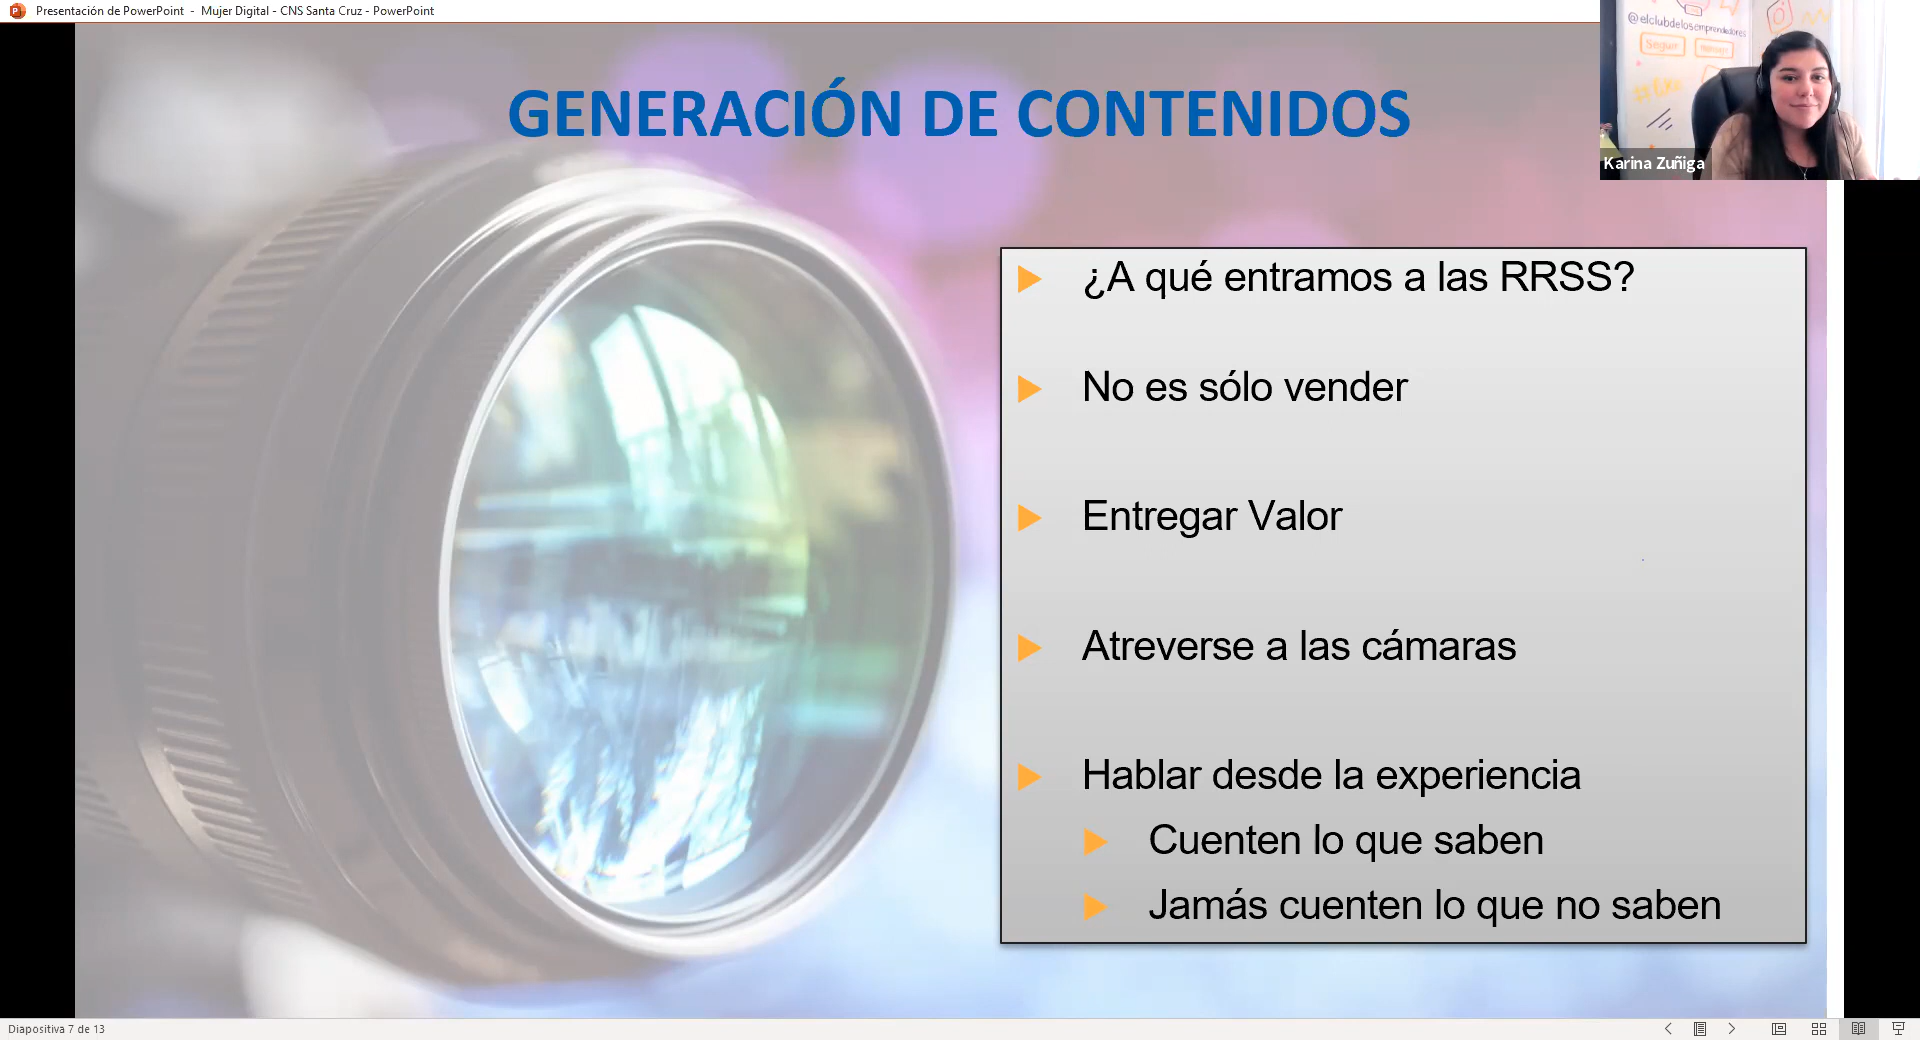 Presentación de PowerPoint - Mujer Digital - CNS Santa Cruz - PowerPoint
@elclubdelosemprendedores
Seguir
Karina Zuñiga
GENERACIÓN DE CONTENIDOS
¿A qué entramos a las RRSS?
No es sólo vender
Entregar Valor
Atreverse a las cámaras
Hablar desde la experiencia
Cuenten lo que saben
Jamás cuenten lo que no saben
Diapositiva 7 de 13